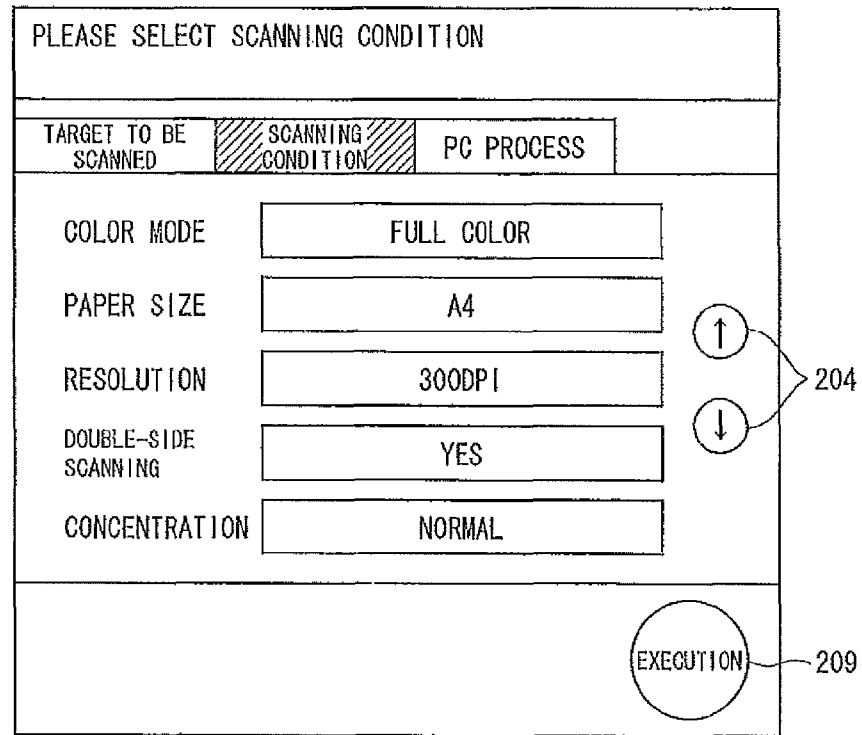 PLEASE SELECT SCANNING CONDITION
TARGET TO BE
SCANNED
SCANNING
CONDITION
PC PROCESS
COLOR MODE
FULL COLOR
PAPER SIZE
A4
↑
RESOLUTION
300DPI
204
↓
DOUBLE-SIDE
SCANNING
YES
CONCENTRATION
NORMAL
EXECUTION
209